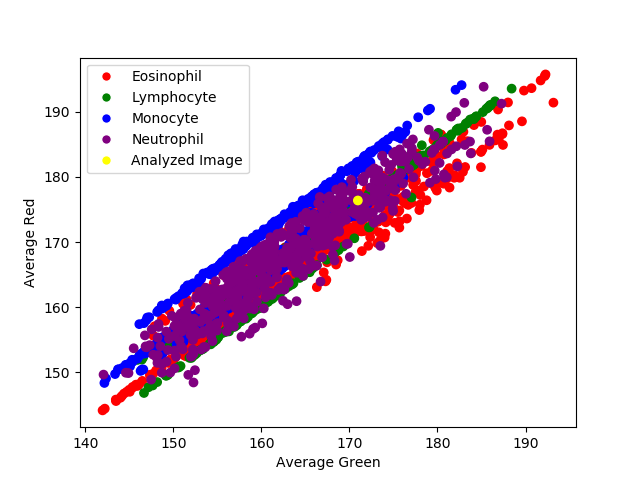 Eosinophil
Lymphocyte
Monocyte
Neutrophil
Analyzed Image
190
180
170
160
150
Average Red
140 150 160 170 180 190
Average Green